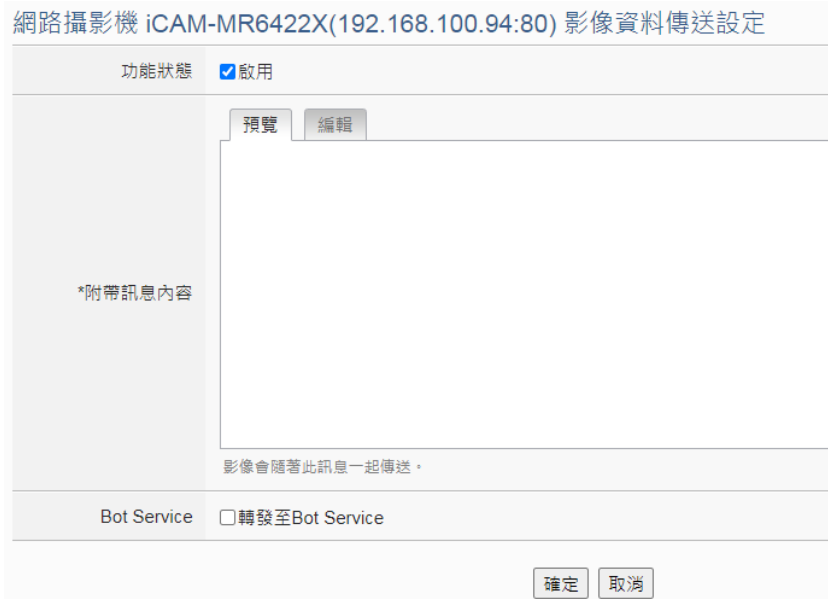 網路攝影機 iCAM-MR6422X(192.168.100.94:80) 影像資料傳送設定
功能狀態 啟用
預覽 編輯
*附帶訊息內容
影像會隨著此訊息一起傳送。
Bot Service 轉發至Bot Service
確定 取消